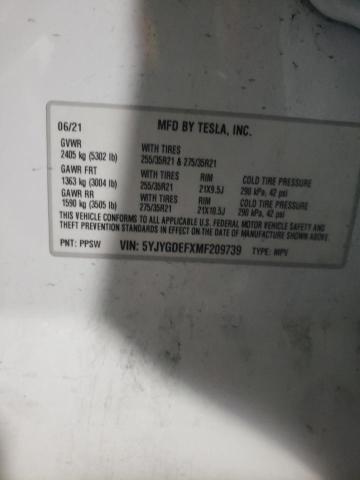 06/21 MFD BY TESLA, INC.
GVWR WITH TIRES
2405 kg (5302 lb) 255/35R21 & 275/35R21
GAWR FRT WITH TIRES RIM COLD TIRE PRESSURE
1363 kg (3004 lb) 255/35R21 21X9.5J 290 kPa, 42 psi
GAWR RR WITH TIRES RIM COLD TIRE PRESSURE
1590 kg (3505 lb) 275/35R21 21X10.5J 290 kPa, 42 psi
THIS VEHICLE CONFORMS TO ALL APPLICABLE U.S. FEDERAL MOTOR VEHICLE SAFETY AND
THEFT PREVENTION STANDARDS IN EFFECT ON THE DATE OF MANUFACTURE SHOWN ABOVE.
PNT: PPSW VIN: 5YJYGDEFXMF209739 TYPE: MPV